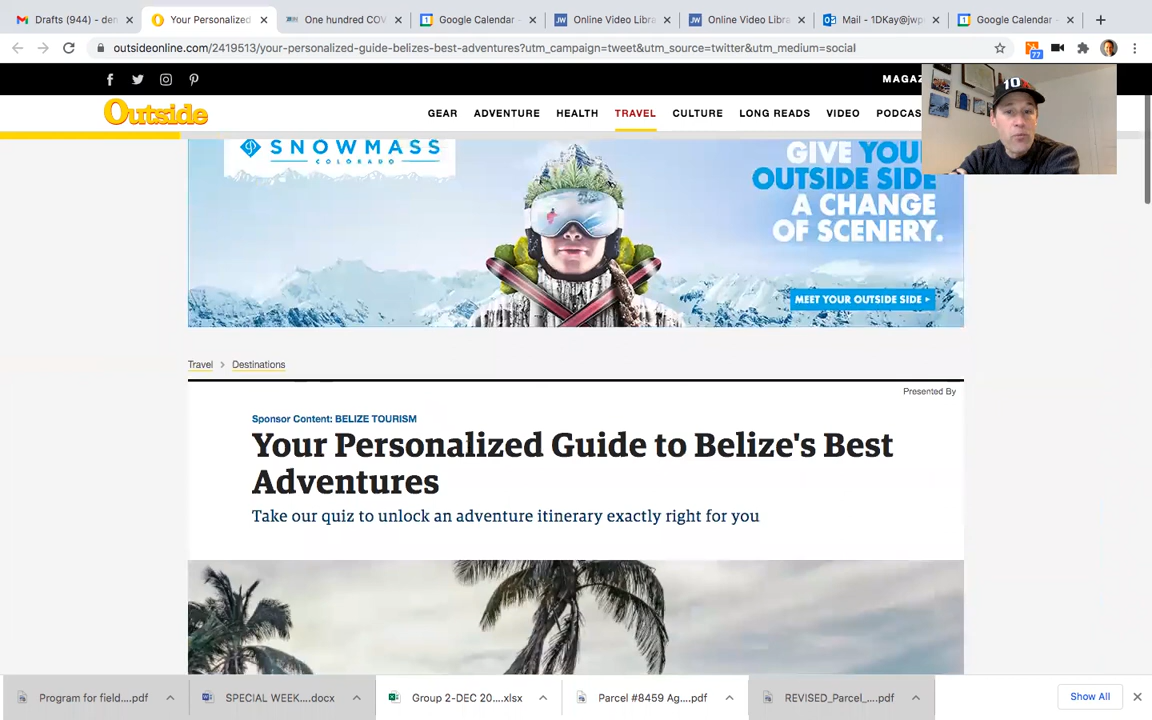 Drafts (944) - den
Your Personalized
One hundred COV
Google Calendar -
Online Video Libra
Online Video Libra
Mail - 1DKay@jwp
Google Calendar -
outsideonline.com/2419513/your-personalized-guide-belizes-best-adventures?utm_campaign=tweet&utm_source=twitter&utm_medium=social
77
MAGAZ
10
Outside
GEAR ADVENTURE HEALTH TRAVEL CULTURE LONG READS VIDEO PODCAS
SNOWMASS
COLORADO
GIVE YOU
OUTSIDE SIDE
A CHANGE
OF SCENERY.
MEET YOUR OUTSIDE SIDE
Travel > Destinations
Presented By
Sponsor Content: BELIZE TOURISM
Your Personalized Guide to Belize's Best
Adventures
Take our quiz to unlock an adventure itinerary exactly right for you
Program for field....pdf
SPECIAL WEEK....docx
Group 2-DEC 20....xlsx
Parcel #8459 Ag....pdf
REVISED_Parcel_....pdf
Show All